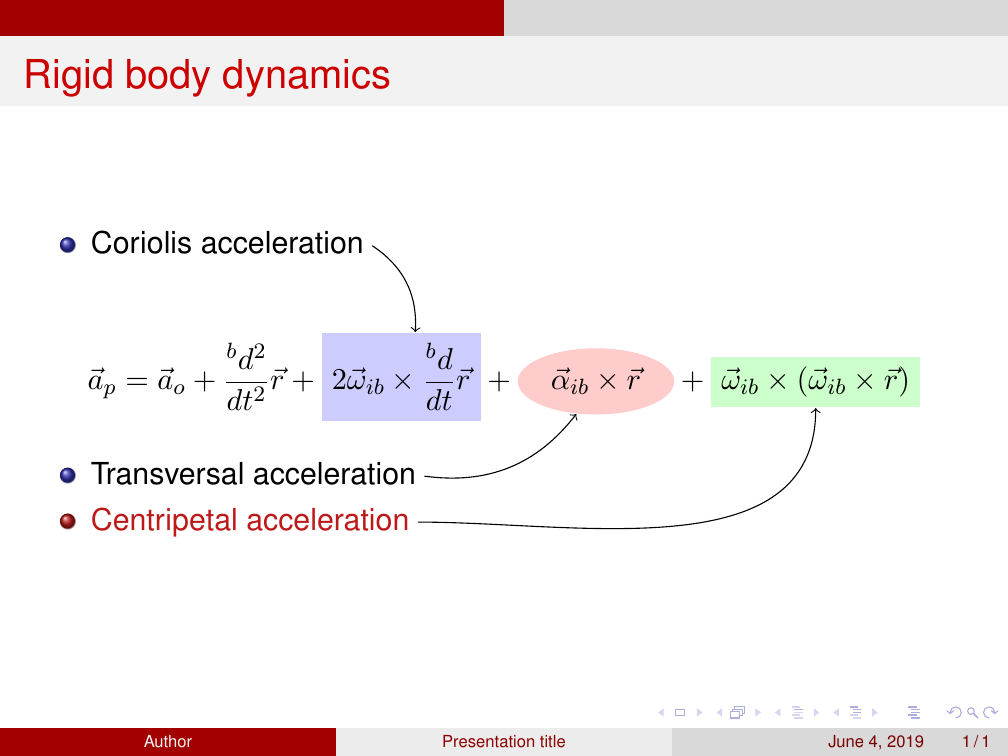 Rigid body dynamics
Coriolis acceleration
$\vec{a}_p = \vec{a}_o + \frac{{}^b d^2}{dt^2}\vec{r} + 2\vec{\omega}_{ib} \times \frac{{}^b d}{dt}\vec{r} + \vec{\alpha}_{ib} \times \vec{r} + \vec{\omega}_{ib} \times (\vec{\omega}_{ib} \times \vec{r})$
Transversal acceleration
Centripetal acceleration
Author Presentation title June 4, 2019 1 / 1